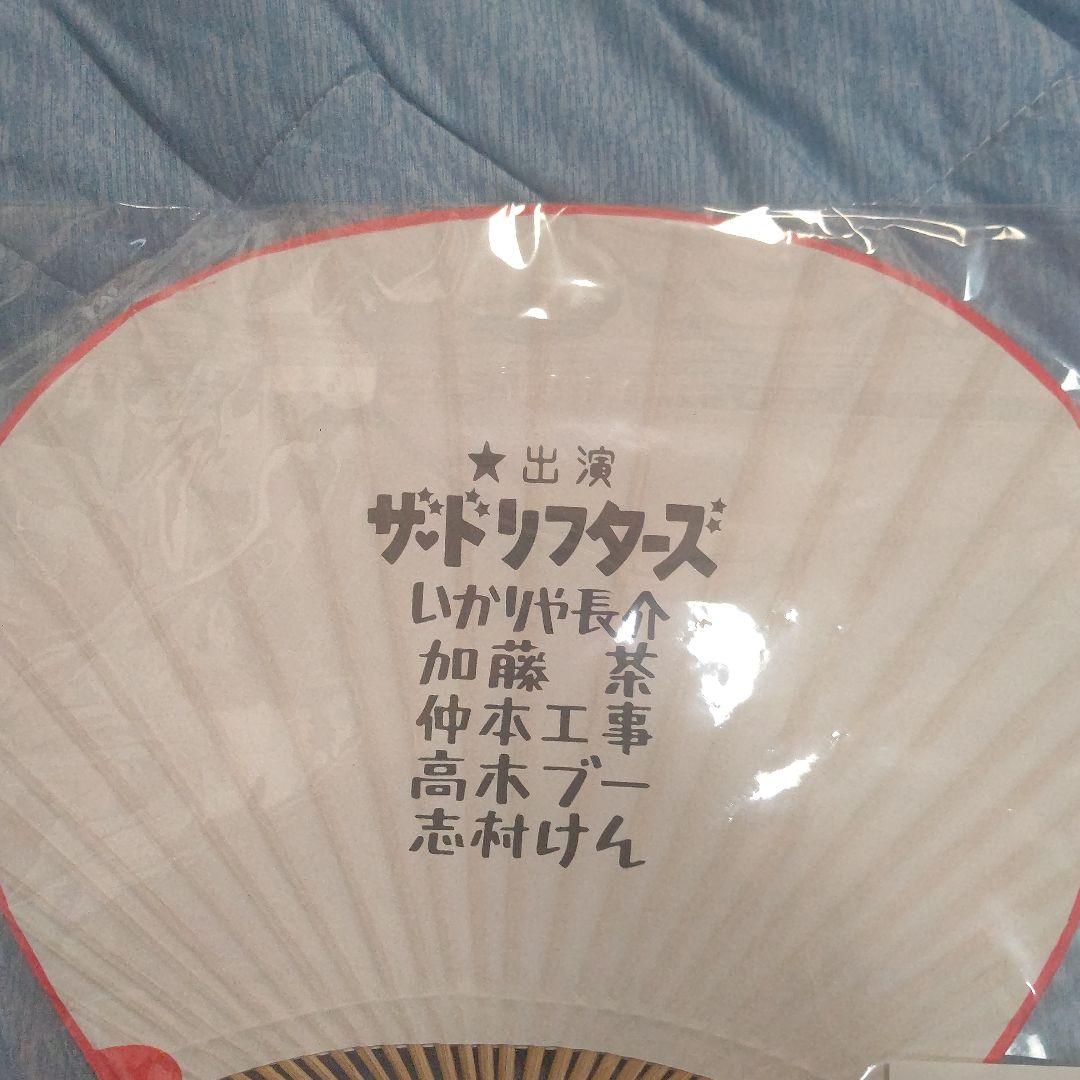 ★出演
ザ・ドリフターズ
いかりや長介
加藤　茶
仲本工事
高木ブー
志村けん